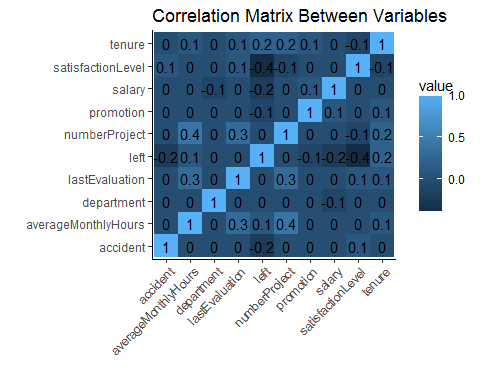 Correlation Matrix Between Variables
tenure 0 0.1 0 0.1 0.2 0.2 0.1 0 -0.1 1
satisfactionLevel 0.1 0 0 0.1 -0.4 -0.1 0 0 1 -0.1
salary 0 0 -0.1 0 -0.2 0 0.1 1 0 0
promotion 0 0 0 0 -0.1 0 1 0.1 0 0.1
numberProject 0 0.4 0 0.3 0 1 0 0 -0.1 0.2
left -0.2 0.1 0 0 1 0 -0.1 -0.2 -0.4 0.2
lastEvaluation 0 0.3 0 1 0 0.3 0 0 0.1 0.1
department 0 0 1 0 0 0 0 -0.1 0 0
averageMonthlyHours 0 1 0 0.3 0.1 0.4 0 0 0 0.1
accident 1 0 0 0 -0.2 0 0 0 0.1 0
accident
averageMonthlyHours
department
lastEvaluation
left
numberProject
promotion
salary
satisfactionLevel
tenure
value
1.0
0.5
0.0